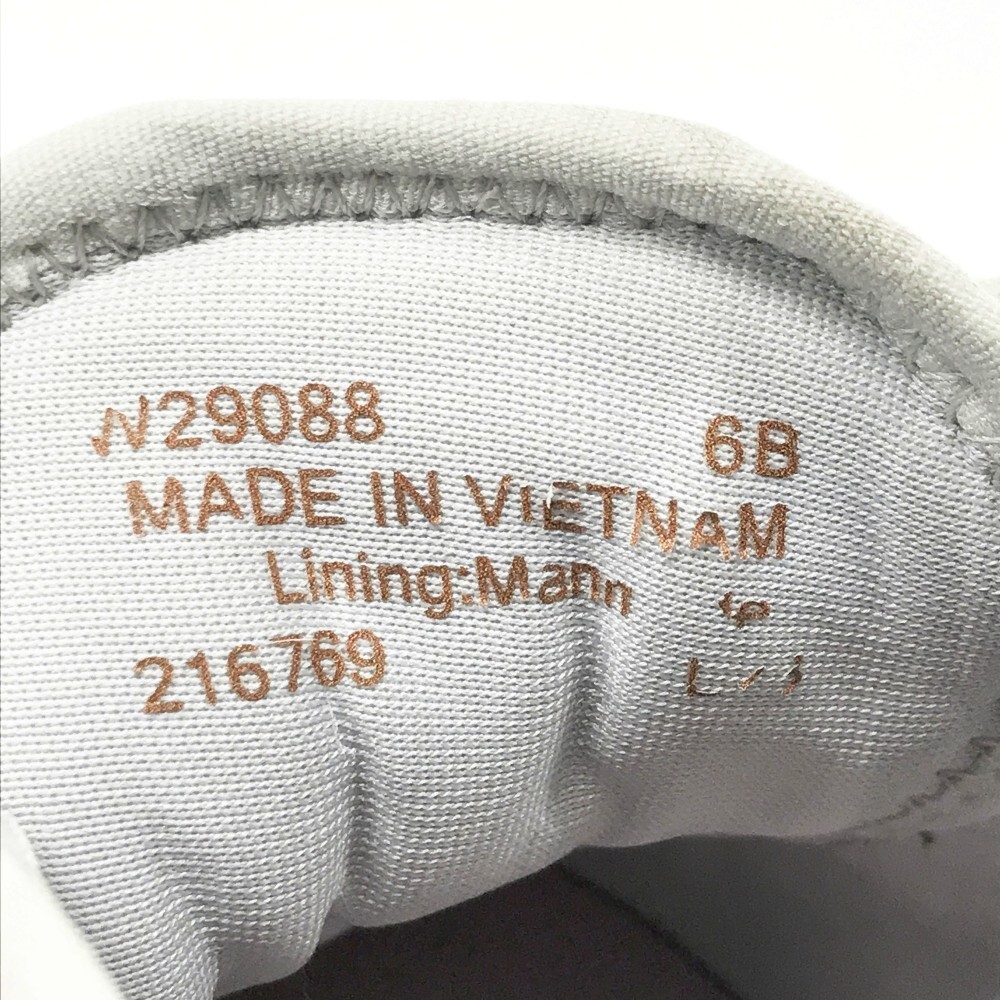 W29088 6B
MADE IN VIETNAM
Lining:Mann
216769